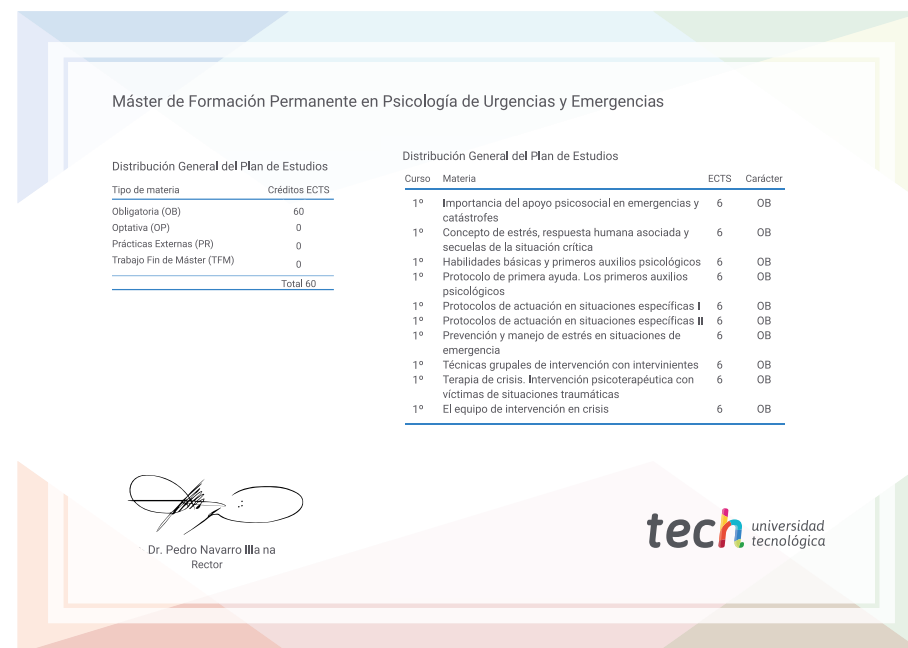 Máster de Formación Permanente en Psicología de Urgencias y Emergencias
Distribución General del Plan de Estudios
Tipo de materia Créditos ECTS
Obligatoria (OB) 60
Optativa (OP) 0
Prácticas Externas (PR) 0
Trabajo Fin de Máster (TFM) 0
Total 60
Distribución General del Plan de Estudios
Curso Materia ECTS Carácter
1º Importancia del apoyo psicosocial en emergencias y 6 OB
catástrofes
1º Concepto de estrés, respuesta humana asociada y 6 OB
secuelas de la situación crítica
1º Habilidades básicas y primeros auxilios psicológicos 6 OB
1º Protocolo de primera ayuda. Los primeros auxilios 6 OB
psicológicos
1º Protocolos de actuación en situaciones específicas I 6 OB
1º Protocolos de actuación en situaciones específicas II 6 OB
1º Prevención y manejo de estrés en situaciones de 6 OB
emergencia
1º Técnicas grupales de intervención con intervinientes 6 OB
1º Terapia de crisis. Intervención psicoterapéutica con 6 OB
víctimas de situaciones traumáticas
1º El equipo de intervención en crisis 6 OB
Dr. Pedro Navarro Illa na
Rector
tech universidad
tecnológica